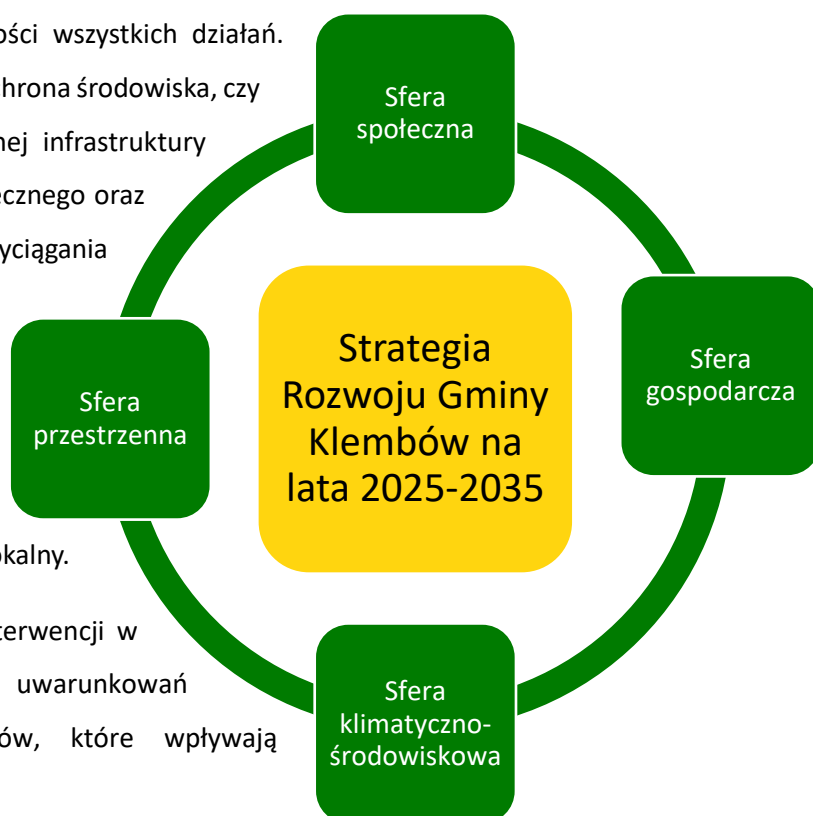 ości wszystkich działań.
chrona środowiska, czy
nej infrastruktury
ecznego oraz
yciągania
okalny.
terwencji w
uwarunkowań
ów, które wpływają
Sfera
społeczna
Sfera
gospodarcza
Strategia
Rozwoju Gminy
Klembów na
lata 2025-2035
Sfera
przestrzenna
Sfera
klimatyczno-
środowiskowa